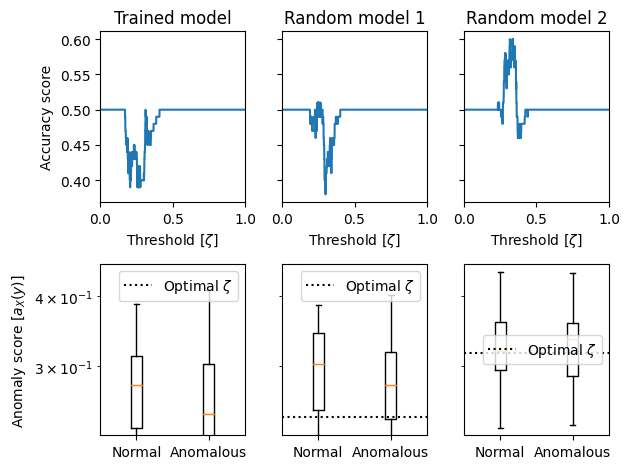 Trained model
Random model 1
Random model 2
Accuracy score
0.60
0.55
0.50
0.45
0.40
0.0 0.5 1.0
0.0 0.5 1.0
0.0 0.5 1.0
Threshold [ζ]
Threshold [ζ]
Threshold [ζ]
Anomaly score [a_X(y)]
4 × 10⁻¹
3 × 10⁻¹
Optimal ζ
Optimal ζ
Optimal ζ
Normal Anomalous
Normal Anomalous
Normal Anomalous